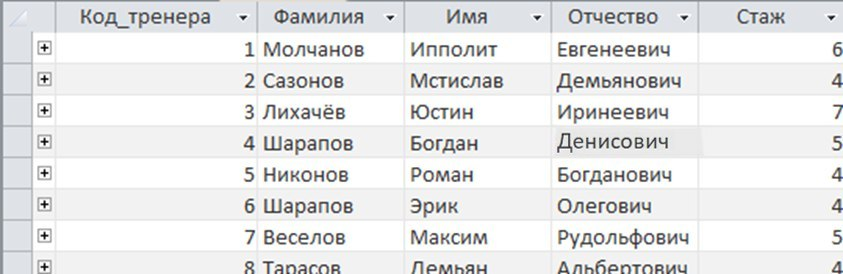 Код_тренера Фамилия Имя Отчество Стаж
1 Молчанов Ипполит Евгенеевич 6
2 Сазонов Мстислав Демьянович 4
3 Лихачёв Юстин Иринеевич 7
4 Шарапов Богдан Денисович 5
5 Никонов Роман Богданович 4
6 Шарапов Эрик Олегович 4
7 Веселов Максим Рудольфович 5
8 Тарасов Демьян Альбертович 4